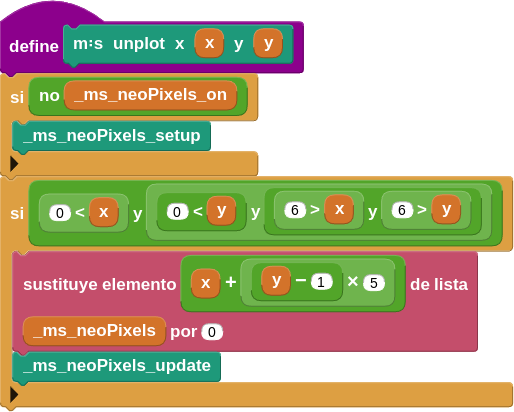 define m:s unplot x x y y
si no _ms_neoPixels_on
_ms_neoPixels_setup
si 0 < x y 0 < y y 6 > x y 6 > y
sustituye elemento x + y − 1 × 5 de lista
_ms_neoPixels por 0
_ms_neoPixels_update